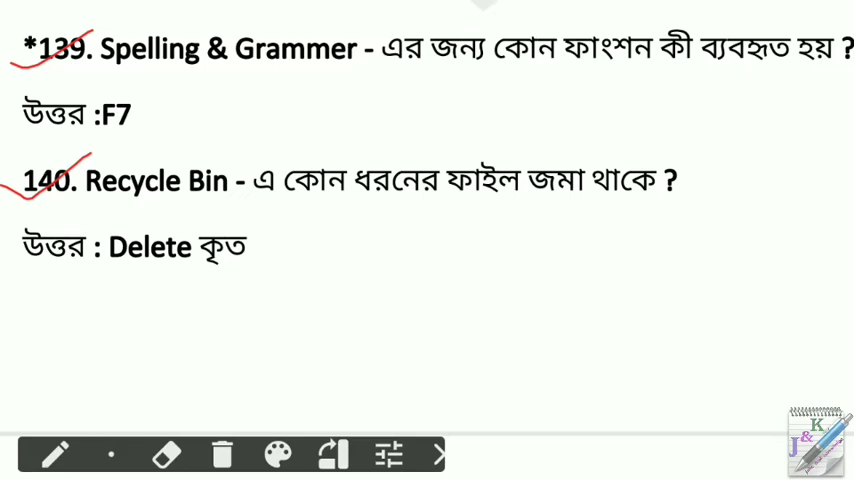 *139. Spelling & Grammer - এর জন্য কোন ফাংশন কী ব্যবহৃত হয় ?
উত্তর :F7
140. Recycle Bin - এ কোন ধরনের ফাইল জমা থাকে ?
উত্তর : Delete কৃত
J & K